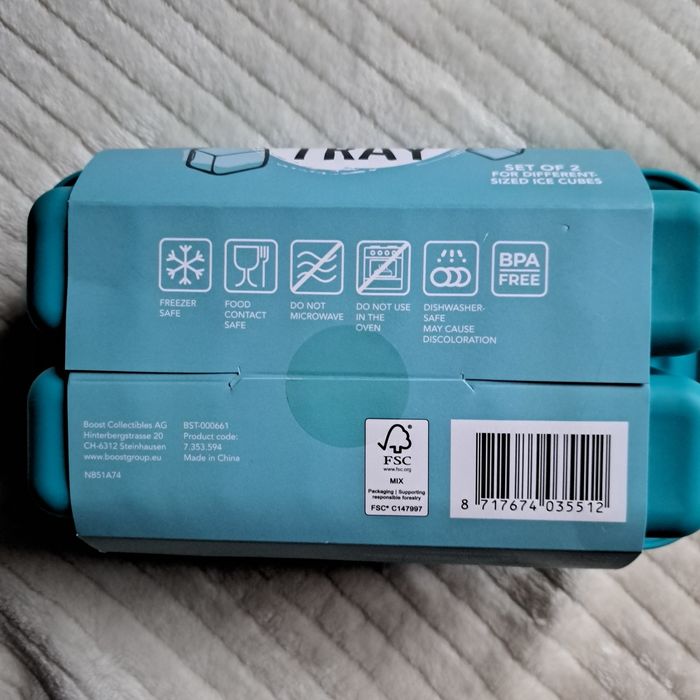 TRAY
SET OF 2
FOR DIFFERENT-
SIZED ICE CUBES
BPA
FREE
FREEZER
SAFE
FOOD
CONTACT
SAFE
DO NOT
MICROWAVE
DO NOT USE
IN THE
OVEN
DISHWASHER-
SAFE
MAY CAUSE
DISCOLORATION
Boost Collectibles AG
Hinterbergstrasse 20
CH-6312 Steinhausen
www.boostgroup.eu
NB51A74
BST-000661
Product code:
7.353.594
Made in China
FSC
www.fsc.org
MIX
Packaging | Supporting
responsible forestry
FSC® C147997
8 717674 035512